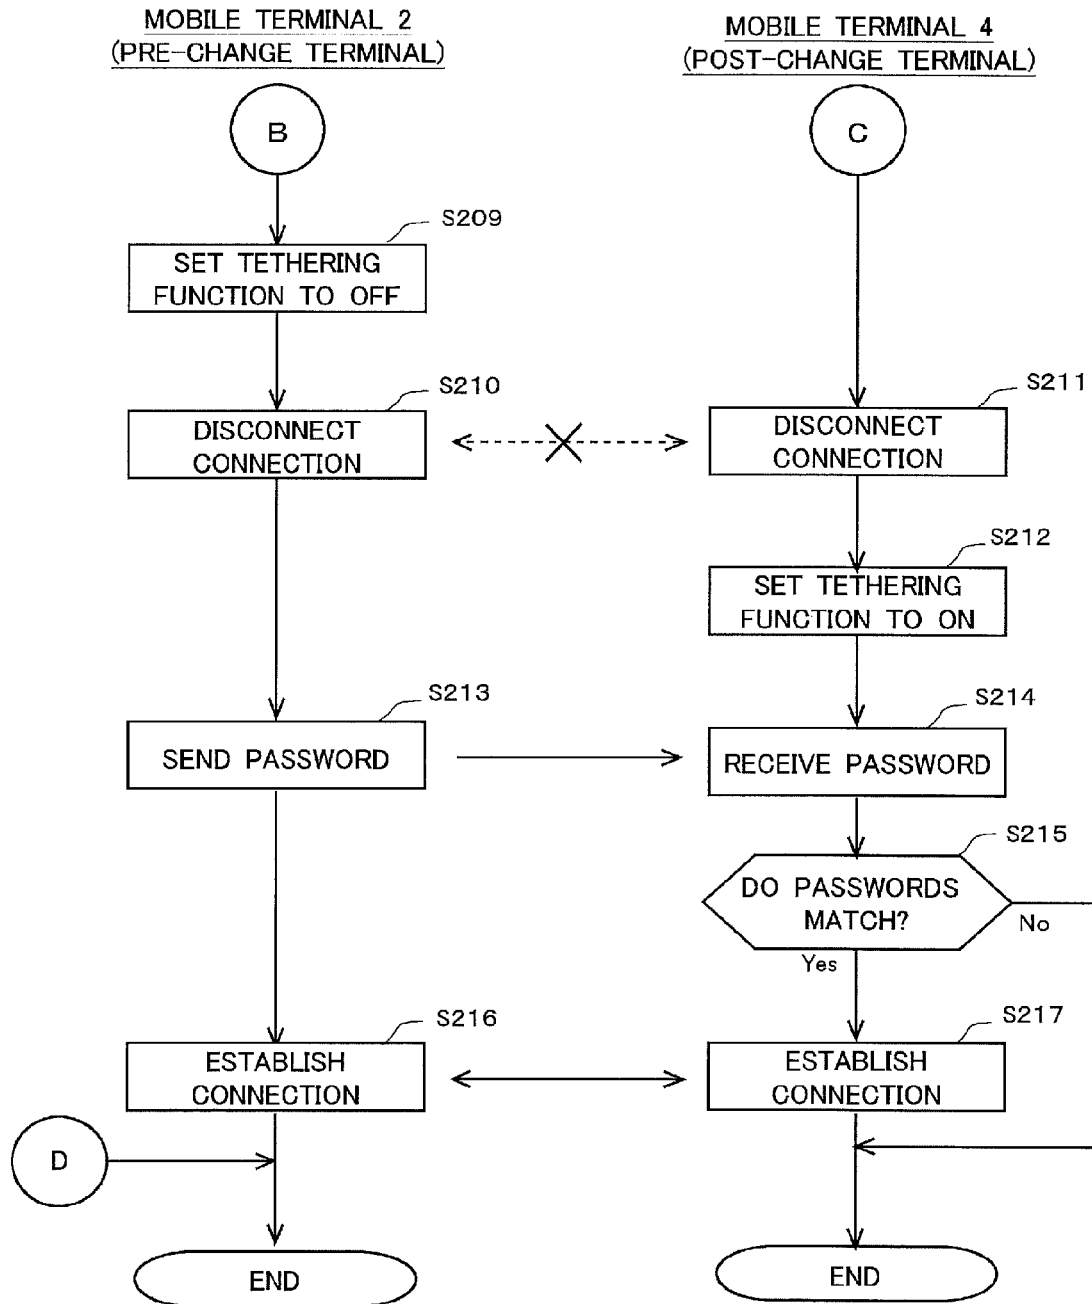 MOBILE TERMINAL 2
(PRE-CHANGE TERMINAL)
MOBILE TERMINAL 4
(POST-CHANGE TERMINAL)
B
C
S209
SET TETHERING
FUNCTION TO OFF
S210
DISCONNECT
CONNECTION
S211
DISCONNECT
CONNECTION
S212
SET TETHERING
FUNCTION TO ON
S213
SEND PASSWORD
S214
RECEIVE PASSWORD
S215
DO PASSWORDS
MATCH?
No
Yes
S216
ESTABLISH
CONNECTION
S217
ESTABLISH
CONNECTION
D
END
END